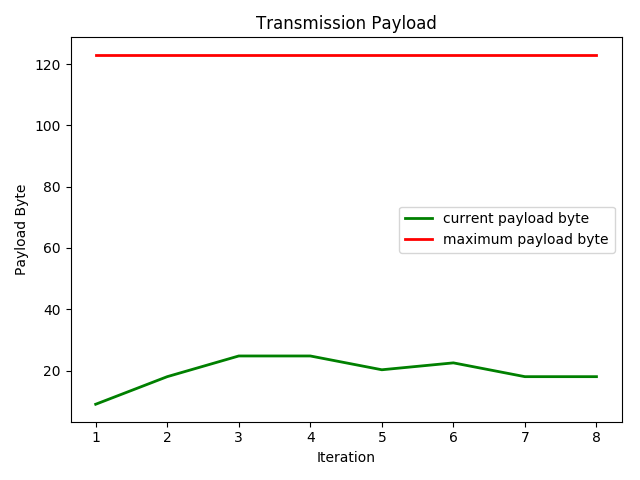 Transmission Payload
120
100
80
60
40
20
Payload Byte
current payload byte
maximum payload byte
1 2 3 4 5 6 7 8
Iteration